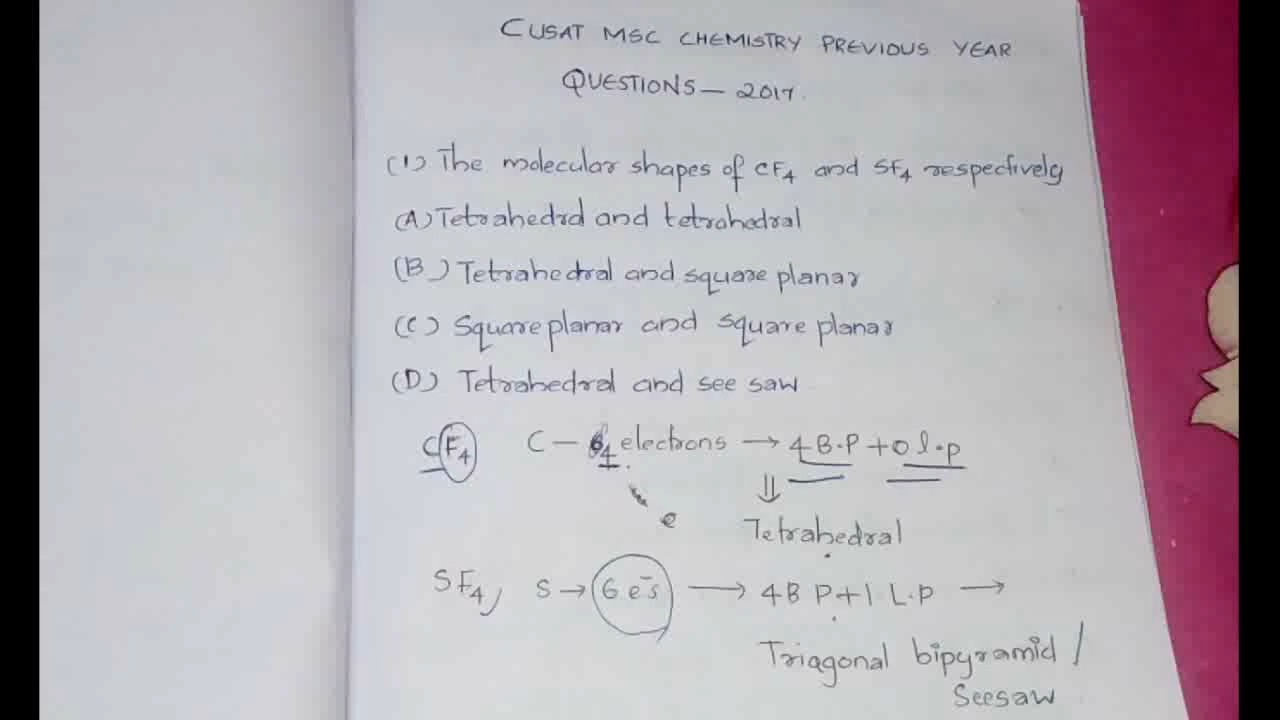 CUSAT MSC CHEMISTRY PREVIOUS YEAR
QUESTIONS — 2017.
(1) The molecular shapes of CF4 and SF4 respectively
(A) Tetrahedral and tetrahedral
(B) Tetrahedral and square planar
(C) Square planar and square planar
(D) Tetrahedral and see saw
CF4 C — 4 electrons → 4 B.P + 0 l.p
⇓
e
Tetrahedral
SF4, S → 6 e⁻s → 4 B P + 1 L.P →
Triagonal bipyramid /
Seesaw